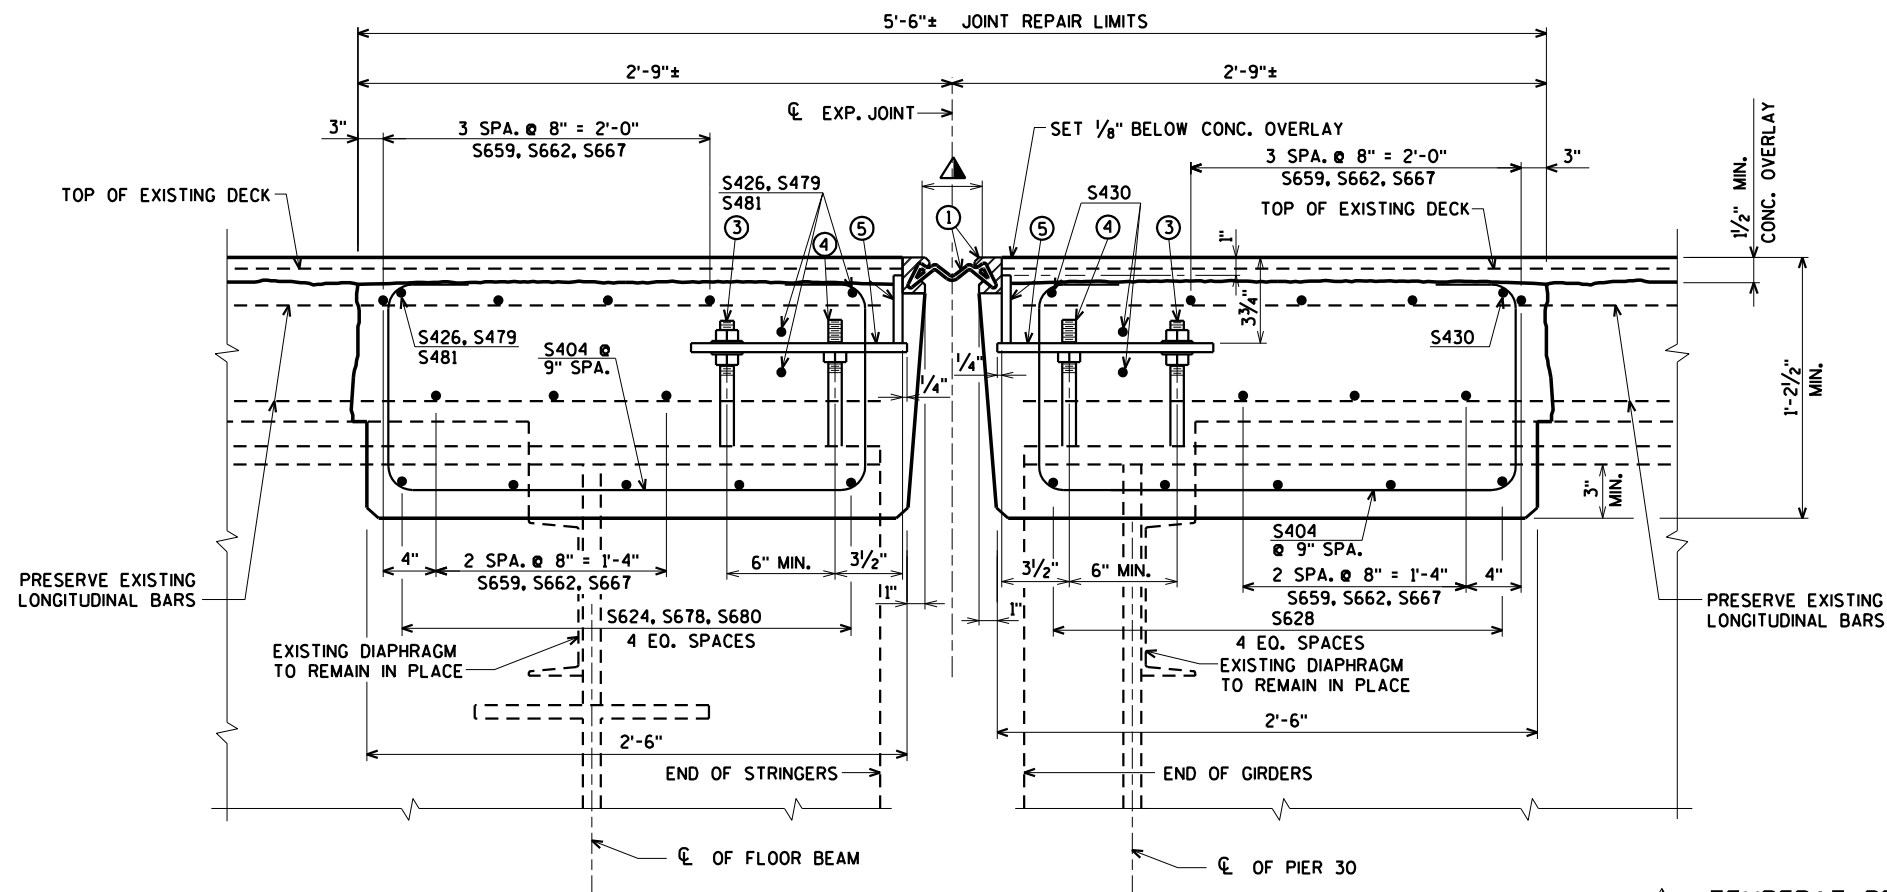 5'-6"± JOINT REPAIR LIMITS
2'-9"±
2'-9"±
℄ EXP. JOINT
3"
3 SPA. @ 8" = 2'-0"
S659, S662, S667
SET 1/8" BELOW CONC. OVERLAY
3 SPA. @ 8" = 2'-0"
S659, S662, S667
3"
1 1/2" MIN.
CONC. OVERLAY
TOP OF EXISTING DECK
S426, S479
S481
S430
TOP OF EXISTING DECK
3
4
5
1
5
4
3
1"
3 3/4"
S426, S479
S481
S404 @
9" SPA.
1/4"
1/4"
S430
1'-2 1/2"
MIN.
3"
MIN.
4"
2 SPA. @ 8" = 1'-4"
S659, S662, S667
6" MIN.
3 1/2"
3 1/2"
6" MIN.
S404
@ 9" SPA.
2 SPA. @ 8" = 1'-4"
S659, S662, S667
4"
PRESERVE EXISTING
LONGITUDINAL BARS
PRESERVE EXISTING
LONGITUDINAL BARS
1"
1"
S624, S678, S680
4 EQ. SPACES
S628
4 EQ. SPACES
EXISTING DIAPHRAGM
TO REMAIN IN PLACE
EXISTING DIAPHRAGM
TO REMAIN IN PLACE
2'-6"
2'-6"
END OF STRINGERS
END OF GIRDERS
℄ OF FLOOR BEAM
℄ OF PIER 30